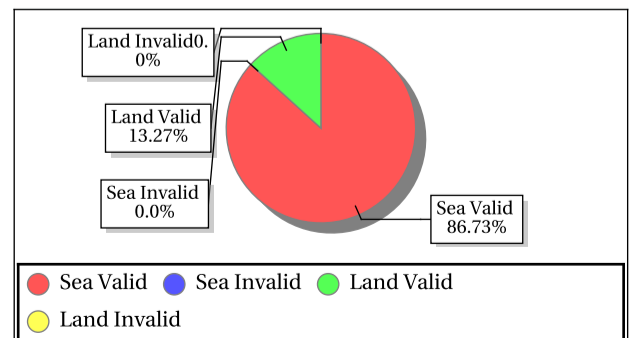 Land Invalid0.
0%
Land Valid
13.27%
Sea Invalid
0.0%
Sea Valid
86.73%
Sea Valid Sea Invalid Land Valid
Land Invalid